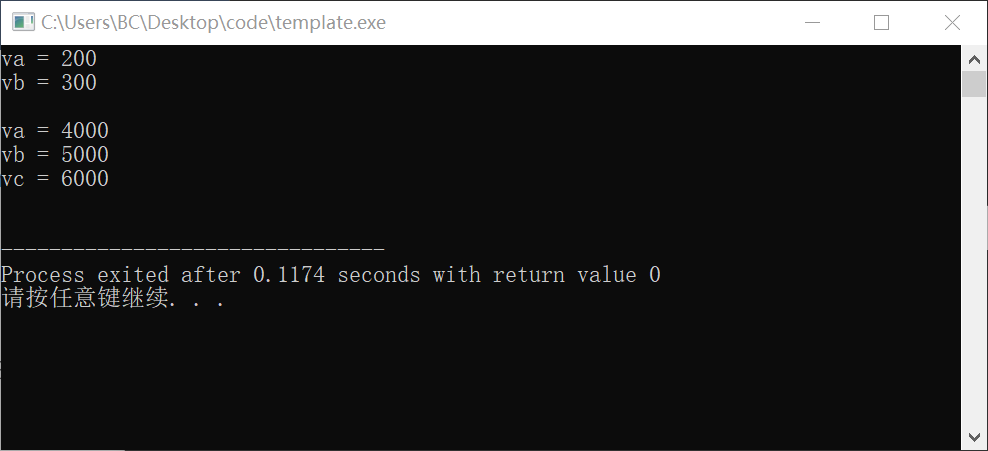 C:\Users\BC\Desktop\code\template.exe
va = 200
vb = 300
va = 4000
vb = 5000
vc = 6000
--------------------------------
Process exited after 0.1174 seconds with return value 0
请按任意键继续. . .